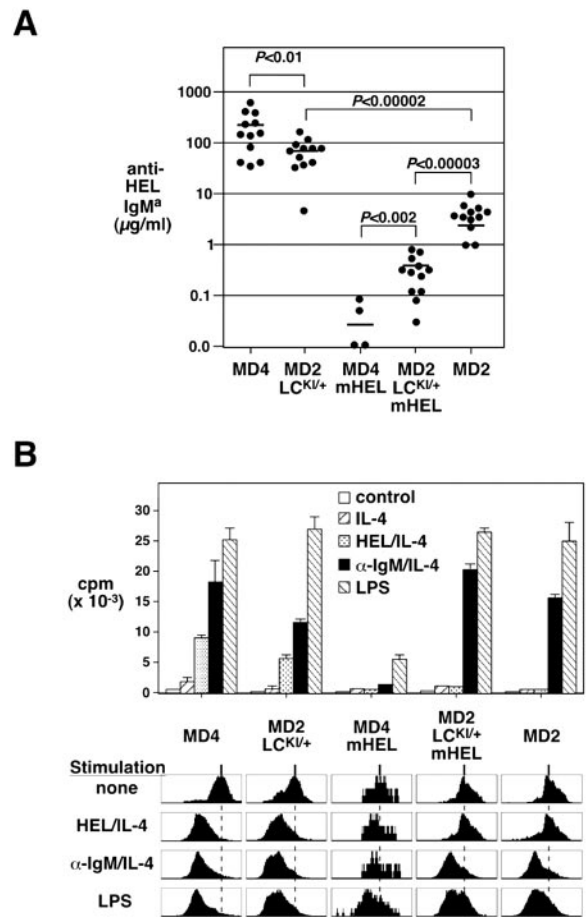 A
P<0.01
P<0.00002
P<0.00003
P<0.002
anti-
HEL
IgMᵃ
(µg/ml)
1000
100
10
1
0.1
0.0
MD4
MD2
LCᴷᴵ/⁺
MD4
mHEL
MD2
LCᴷᴵ/⁺
mHEL
MD2
B
control
IL-4
HEL/IL-4
α-IgM/IL-4
LPS
cpm
(x 10⁻³)
30
25
20
15
10
5
0
MD4
MD2
LCᴷᴵ/⁺
MD4
mHEL
MD2
LCᴷᴵ/⁺
mHEL
MD2
Stimulation
none
HEL/IL-4
α-IgM/IL-4
LPS